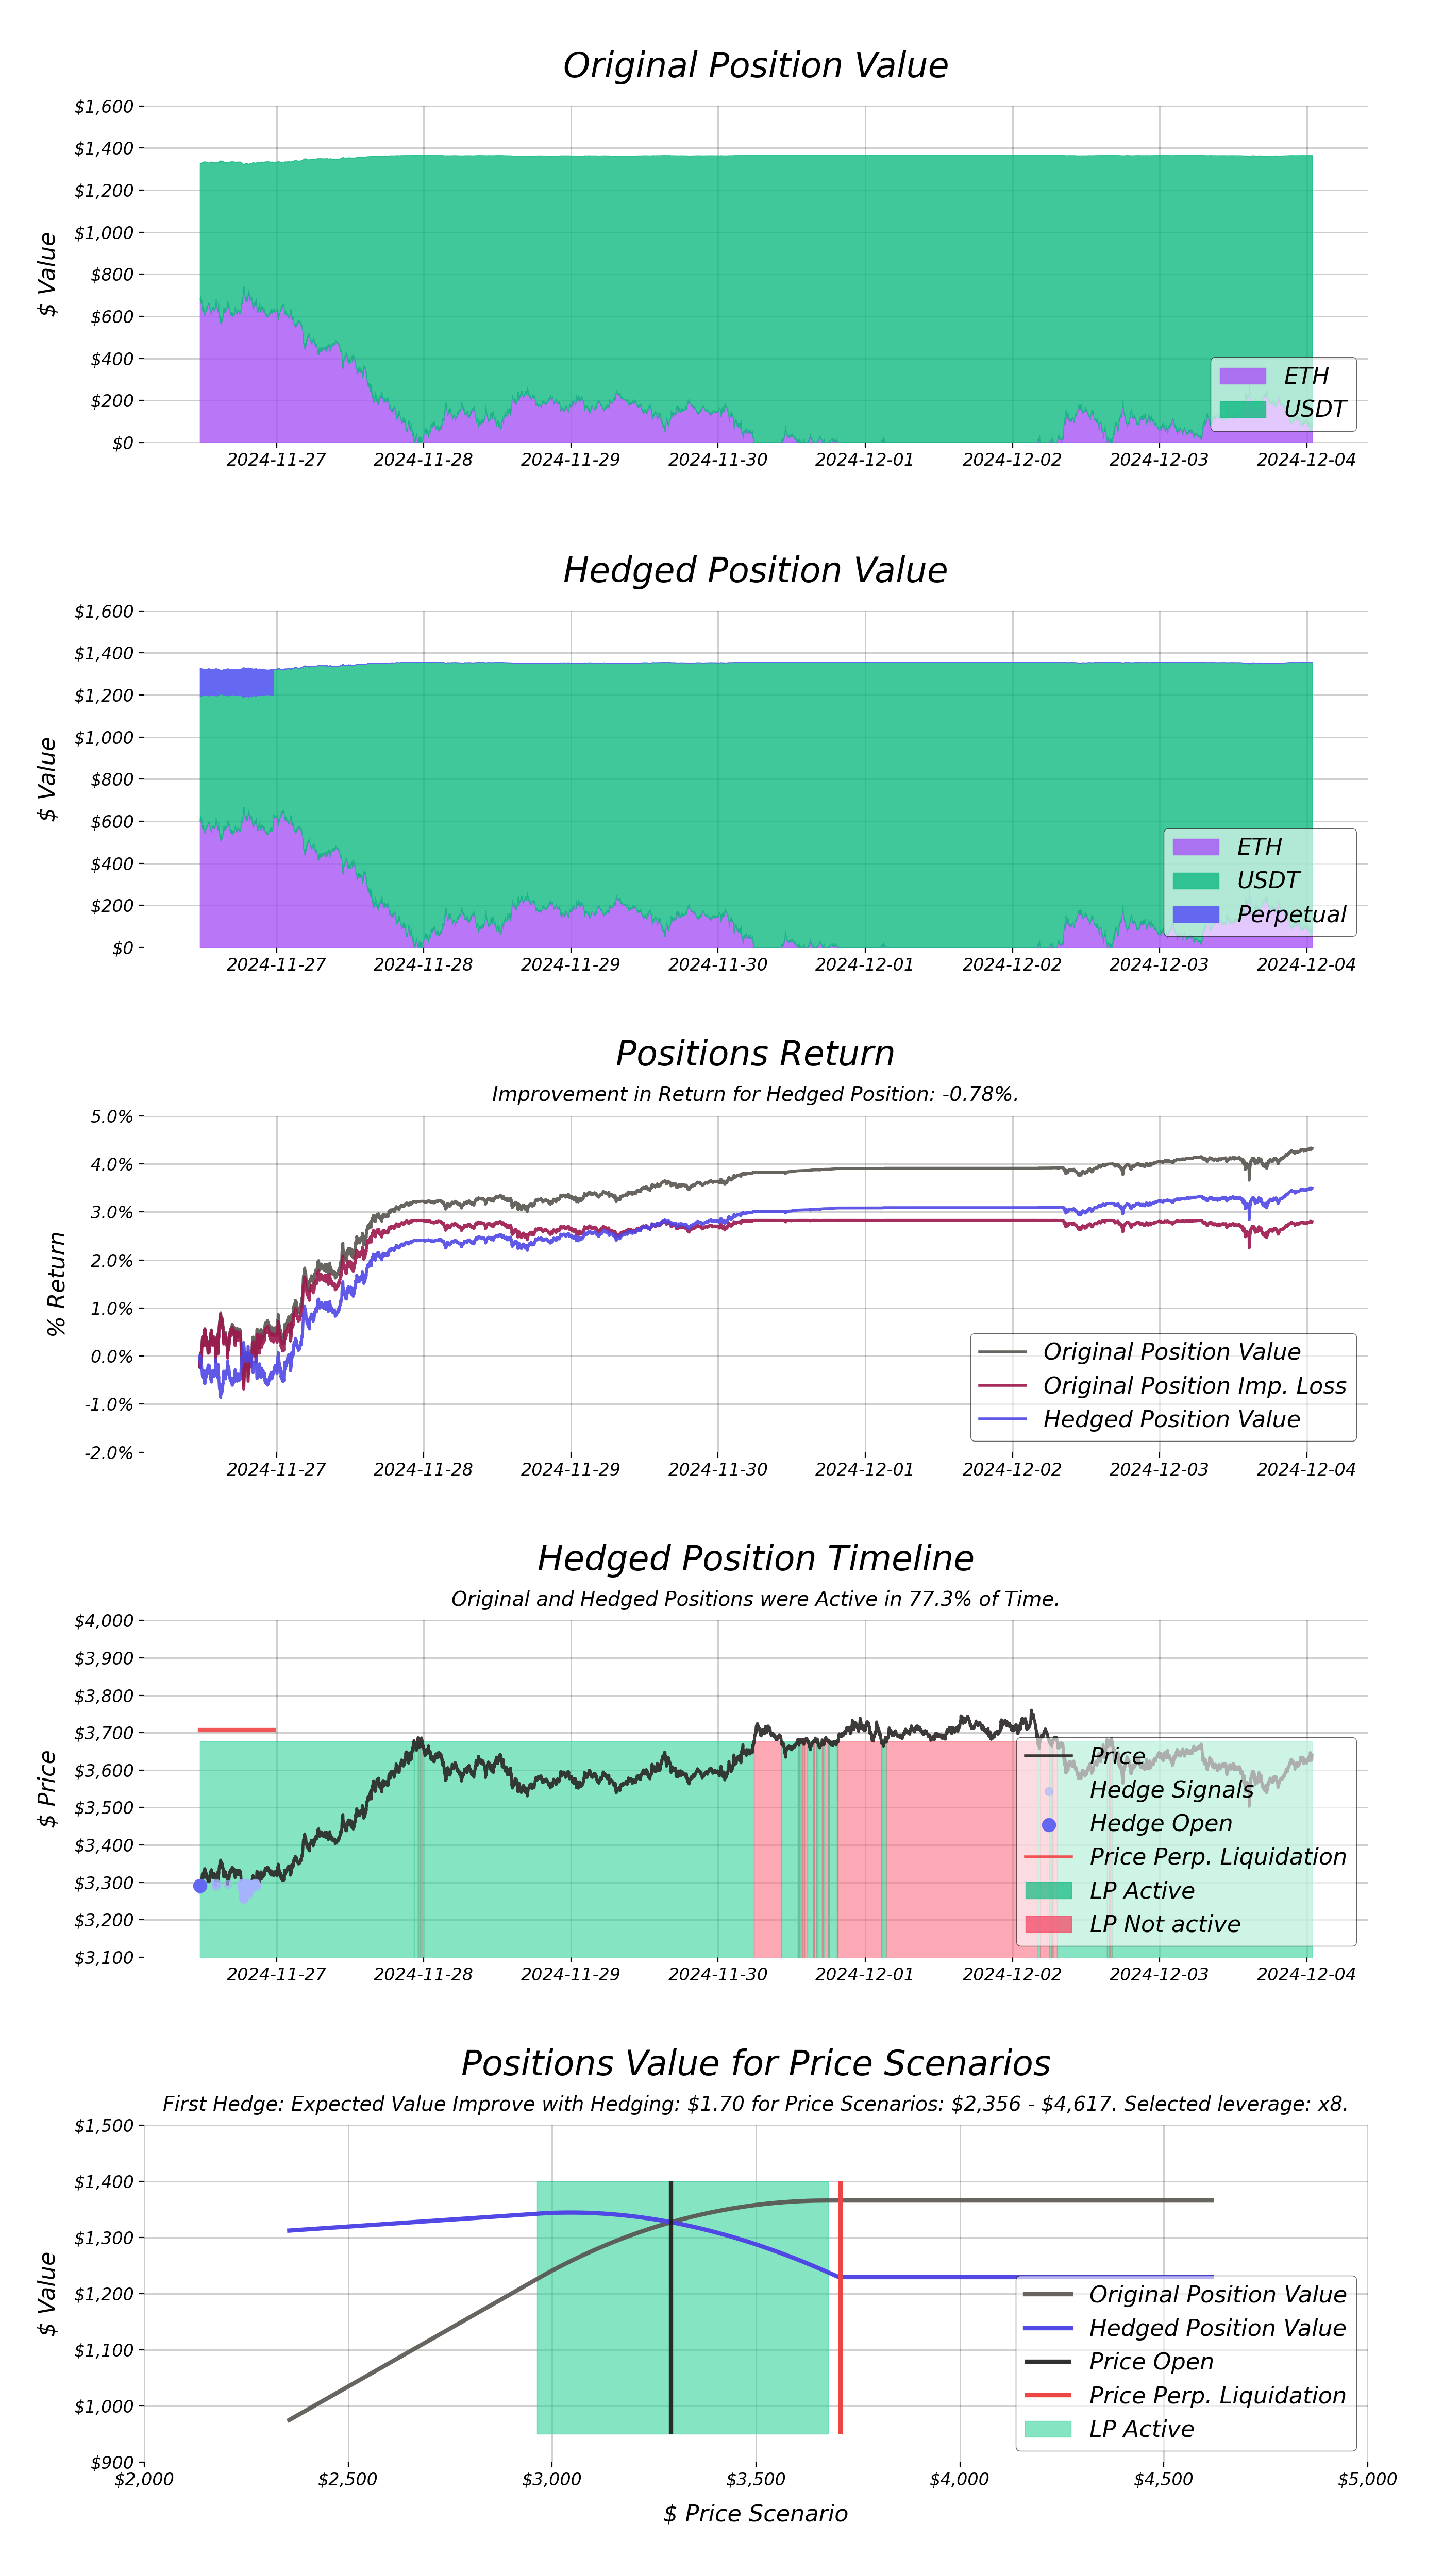 Original Position Value
$1,600
$1,400
$1,200
$1,000
$800
$600
$400
$200
$0
$ Value
ETH
USDT
2024-11-27 2024-11-28 2024-11-29 2024-11-30 2024-12-01 2024-12-02 2024-12-03 2024-12-04
Hedged Position Value
$1,600
$1,400
$1,200
$1,000
$800
$600
$400
$200
$0
$ Value
ETH
USDT
Perpetual
2024-11-27 2024-11-28 2024-11-29 2024-11-30 2024-12-01 2024-12-02 2024-12-03 2024-12-04
Positions Return
Improvement in Return for Hedged Position: -0.78%.
5.0%
4.0%
3.0%
2.0%
1.0%
0.0%
-1.0%
-2.0%
% Return
Original Position Value
Original Position Imp. Loss
Hedged Position Value
2024-11-27 2024-11-28 2024-11-29 2024-11-30 2024-12-01 2024-12-02 2024-12-03 2024-12-04
Hedged Position Timeline
Original and Hedged Positions were Active in 77.3% of Time.
$4,000
$3,900
$3,800
$3,700
$3,600
$3,500
$3,400
$3,300
$3,200
$3,100
$ Price
Price
Hedge Signals
Hedge Open
Price Perp. Liquidation
LP Active
LP Not active
2024-11-27 2024-11-28 2024-11-29 2024-11-30 2024-12-01 2024-12-02 2024-12-03 2024-12-04
Positions Value for Price Scenarios
First Hedge: Expected Value Improve with Hedging: $1.70 for Price Scenarios: $2,356 - $4,617. Selected leverage: x8.
$1,500
$1,400
$1,300
$1,200
$1,100
$1,000
$900
$ Value
Original Position Value
Hedged Position Value
Price Open
Price Perp. Liquidation
LP Active
$2,000 $2,500 $3,000 $3,500 $4,000 $4,500 $5,000
$ Price Scenario